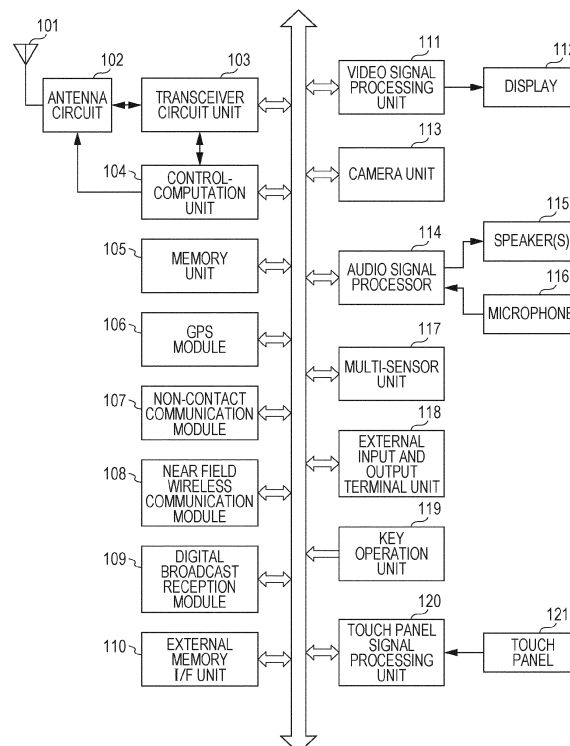 101
102
ANTENNA
CIRCUIT
103
TRANSCEIVER
CIRCUIT UNIT
104
CONTROL-
COMPUTATION
UNIT
105
MEMORY
UNIT
106
GPS
MODULE
107
NON-CONTACT
COMMUNICATION
MODULE
108
NEAR FIELD
WIRELESS
COMMUNICATION
MODULE
109
DIGITAL
BROADCAST
RECEPTION
MODULE
110
EXTERNAL
MEMORY
I/F UNIT
111
VIDEO SIGNAL
PROCESSING
UNIT
112
DISPLAY
113
CAMERA UNIT
114
AUDIO SIGNAL
PROCESSOR
115
SPEAKER(S)
116
MICROPHONE
117
MULTI-SENSOR
UNIT
118
EXTERNAL
INPUT AND
OUTPUT
TERMINAL UNIT
119
KEY
OPERATION
UNIT
120
TOUCH PANEL
SIGNAL
PROCESSING
UNIT
121
TOUCH
PANEL